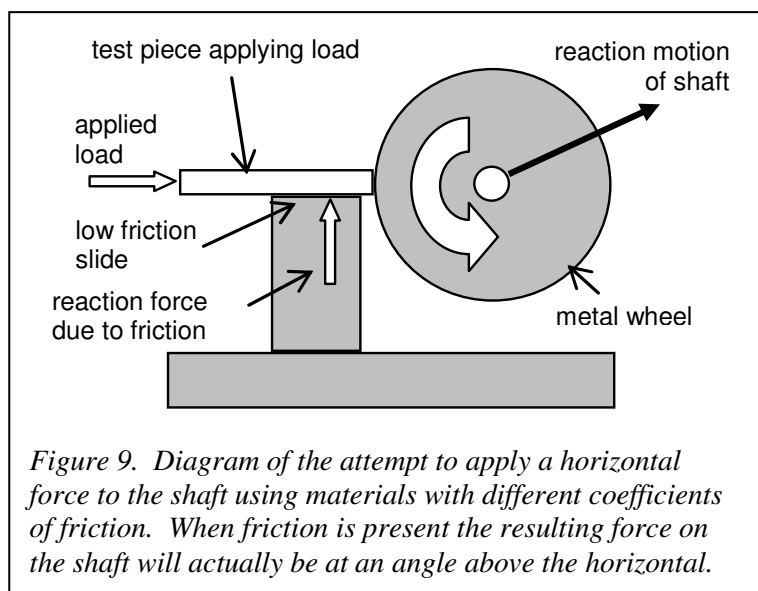 test piece applying load
reaction motion
of shaft
applied
load
low friction
slide
reaction force
due to friction
metal wheel
Figure 9. Diagram of the attempt to apply a horizontal
force to the shaft using materials with different coefficients
of friction. When friction is present the resulting force on
the shaft will actually be at an angle above the horizontal.